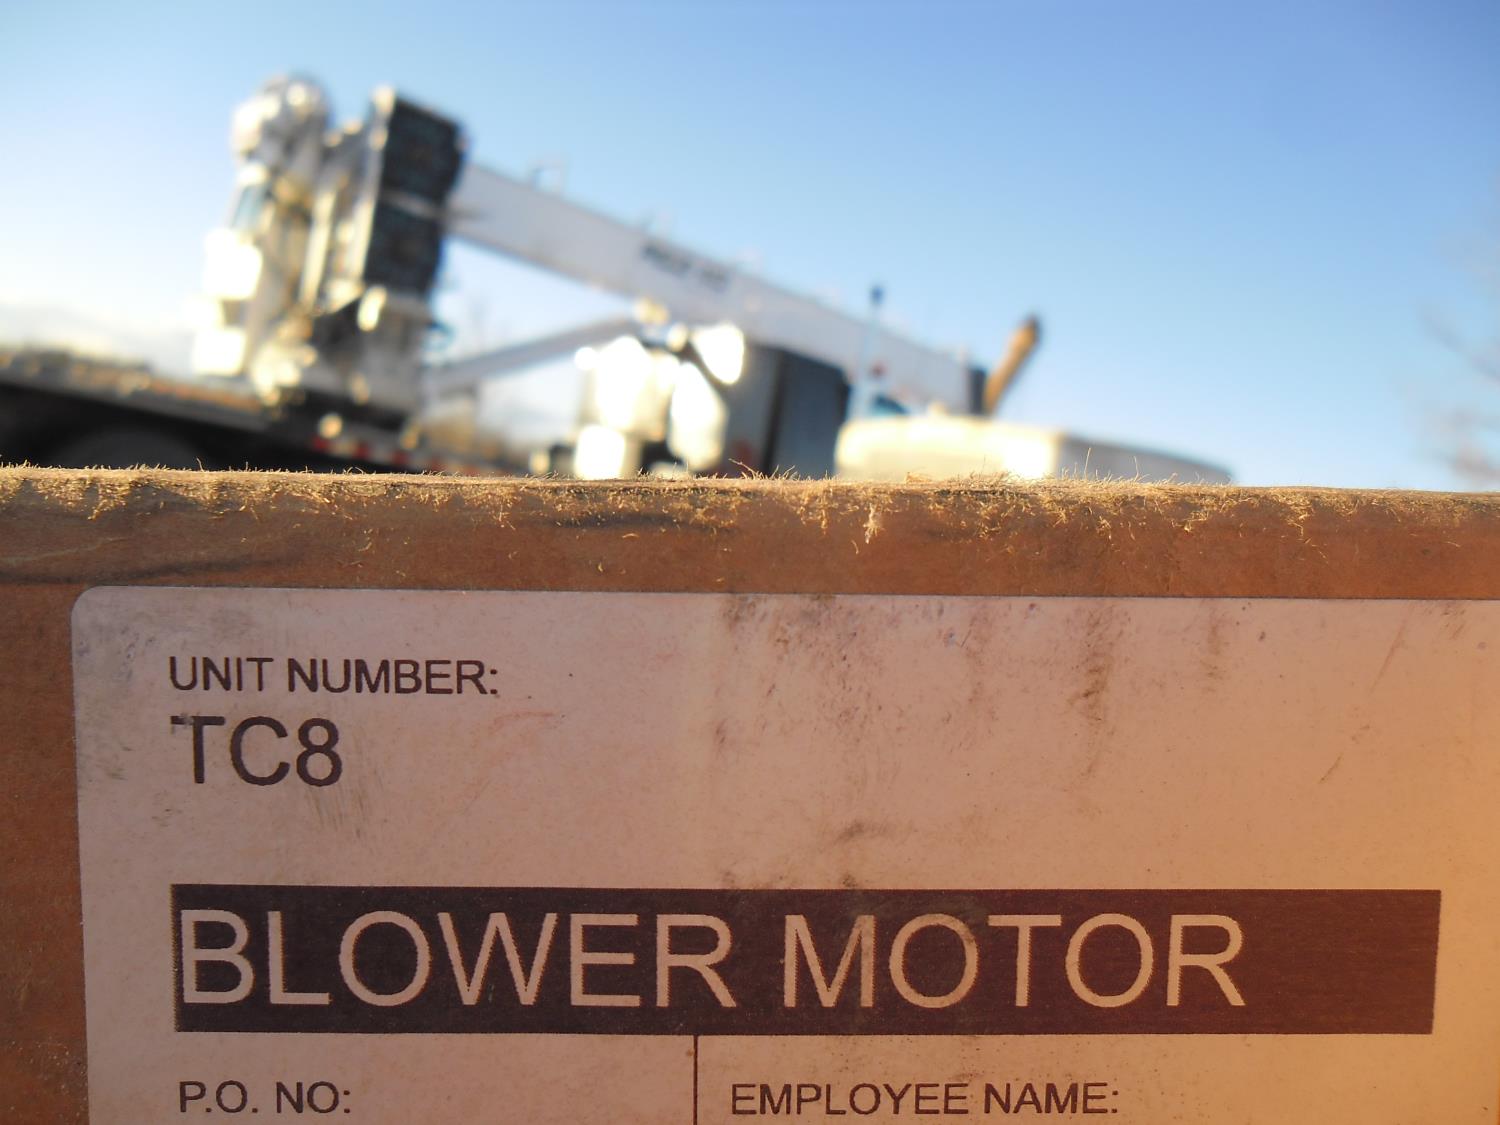 UNIT NUMBER:
TC8
BLOWER MOTOR
P.O. NO:
EMPLOYEE NAME: